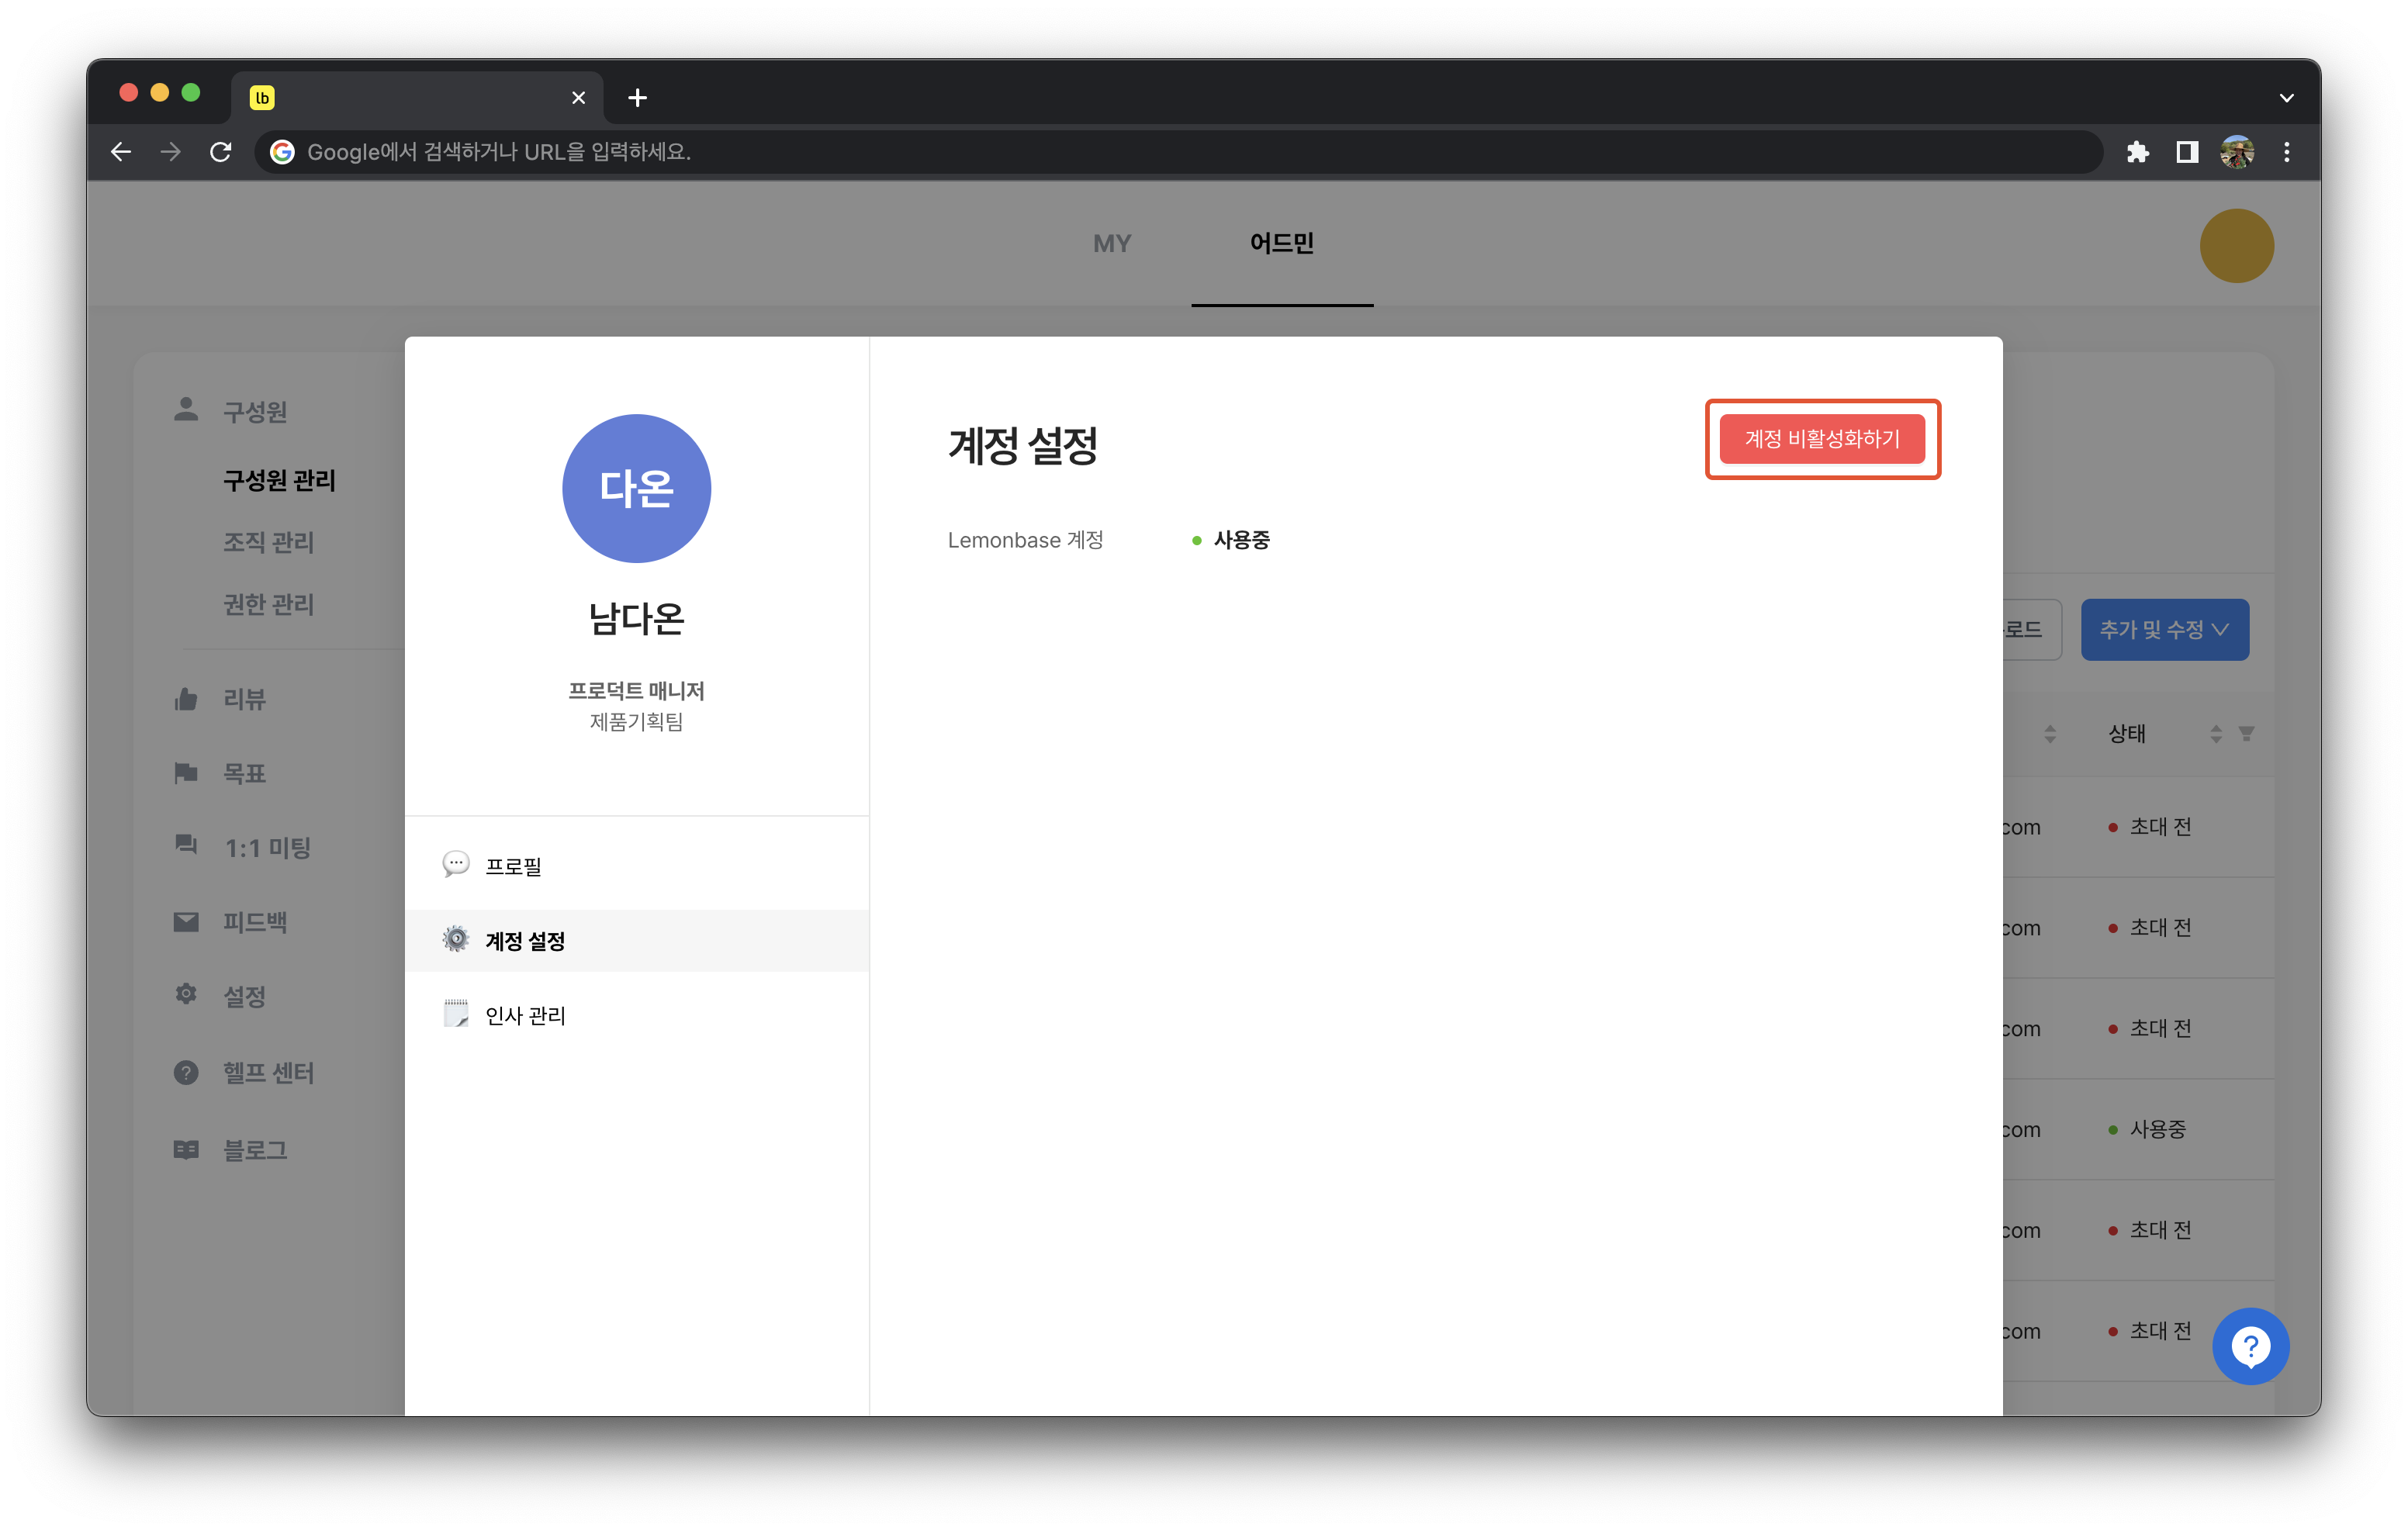 lb
Google에서 검색하거나 URL을 입력하세요.
MY
어드민
구성원
구성원 관리
조직 관리
권한 관리
리뷰
목표
1:1 미팅
피드백
설정
헬프 센터
블로그
다온
남다온
프로덕트 매니저
제품기획팀
프로필
계정 설정
인사 관리
계정 설정
계정 비활성화하기
Lemonbase 계정
사용중
로드
추가 및 수정
상태
com
초대 전
com
초대 전
com
초대 전
com
사용중
com
초대 전
com
초대 전
?